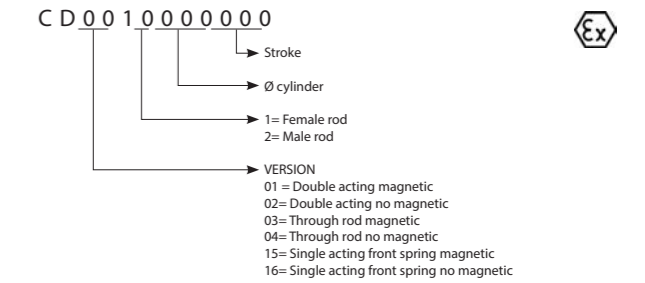 C D 0 0 1 0 0 0 0 0 0 0 0
Ex
Stroke
Ø cylinder
1= Female rod
2= Male rod
VERSION
01 = Double acting magnetic
02= Double acting no magnetic
03= Through rod magnetic
04= Through rod no magnetic
15= Single acting front spring magnetic
16= Single acting front spring no magnetic